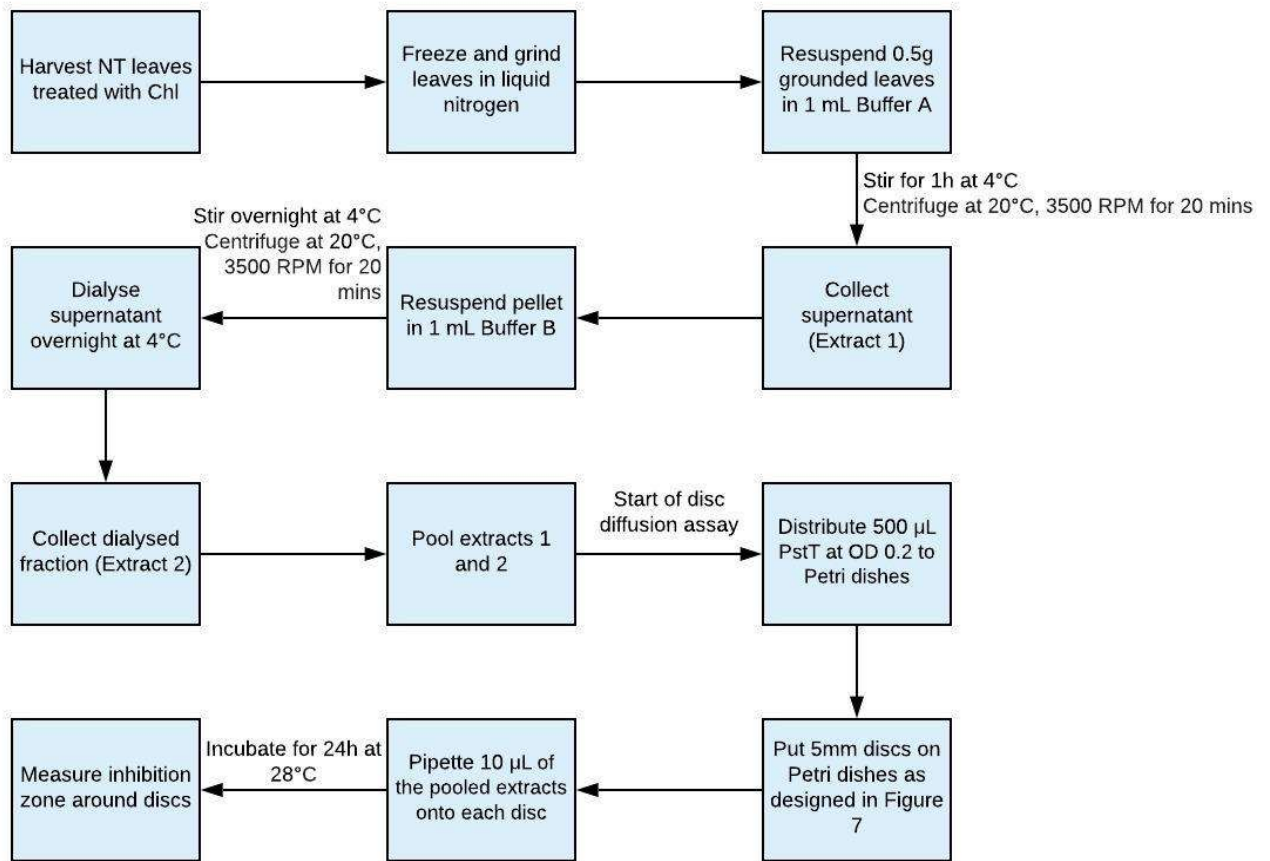 Harvest NT leaves
treated with Chl
Freeze and grind
leaves in liquid
nitrogen
Resuspend 0.5g
grounded leaves
in 1 mL Buffer A
Stir for 1h at 4°C
Centrifuge at 20°C, 3500 RPM for 20 mins
Collect
supernatant
(Extract 1)
Resuspend pellet
in 1 mL Buffer B
Stir overnight at 4°C
Centrifuge at 20°C,
3500 RPM for 20
mins
Dialyse
supernatant
overnight at 4°C
Collect dialysed
fraction (Extract 2)
Pool extracts 1
and 2
Start of disc
diffusion assay
Distribute 500 µL
PstT at OD 0.2 to
Petri dishes
Put 5mm discs on
Petri dishes as
designed in Figure
7
Pipette 10 µL of
the pooled extracts
onto each disc
Incubate for 24h at
28°C
Measure inhibition
zone around discs